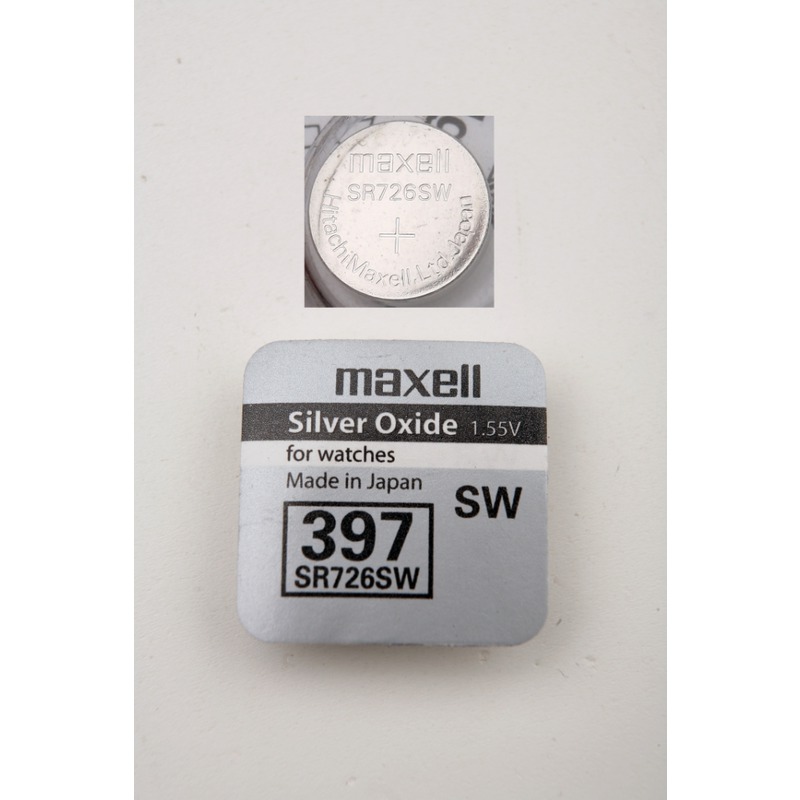 maxell
SR726SW
+
Hitachi Maxell, Ltd. Japan
maxell
Silver Oxide 1.55V
for watches
Made in Japan
SW
397
SR726SW